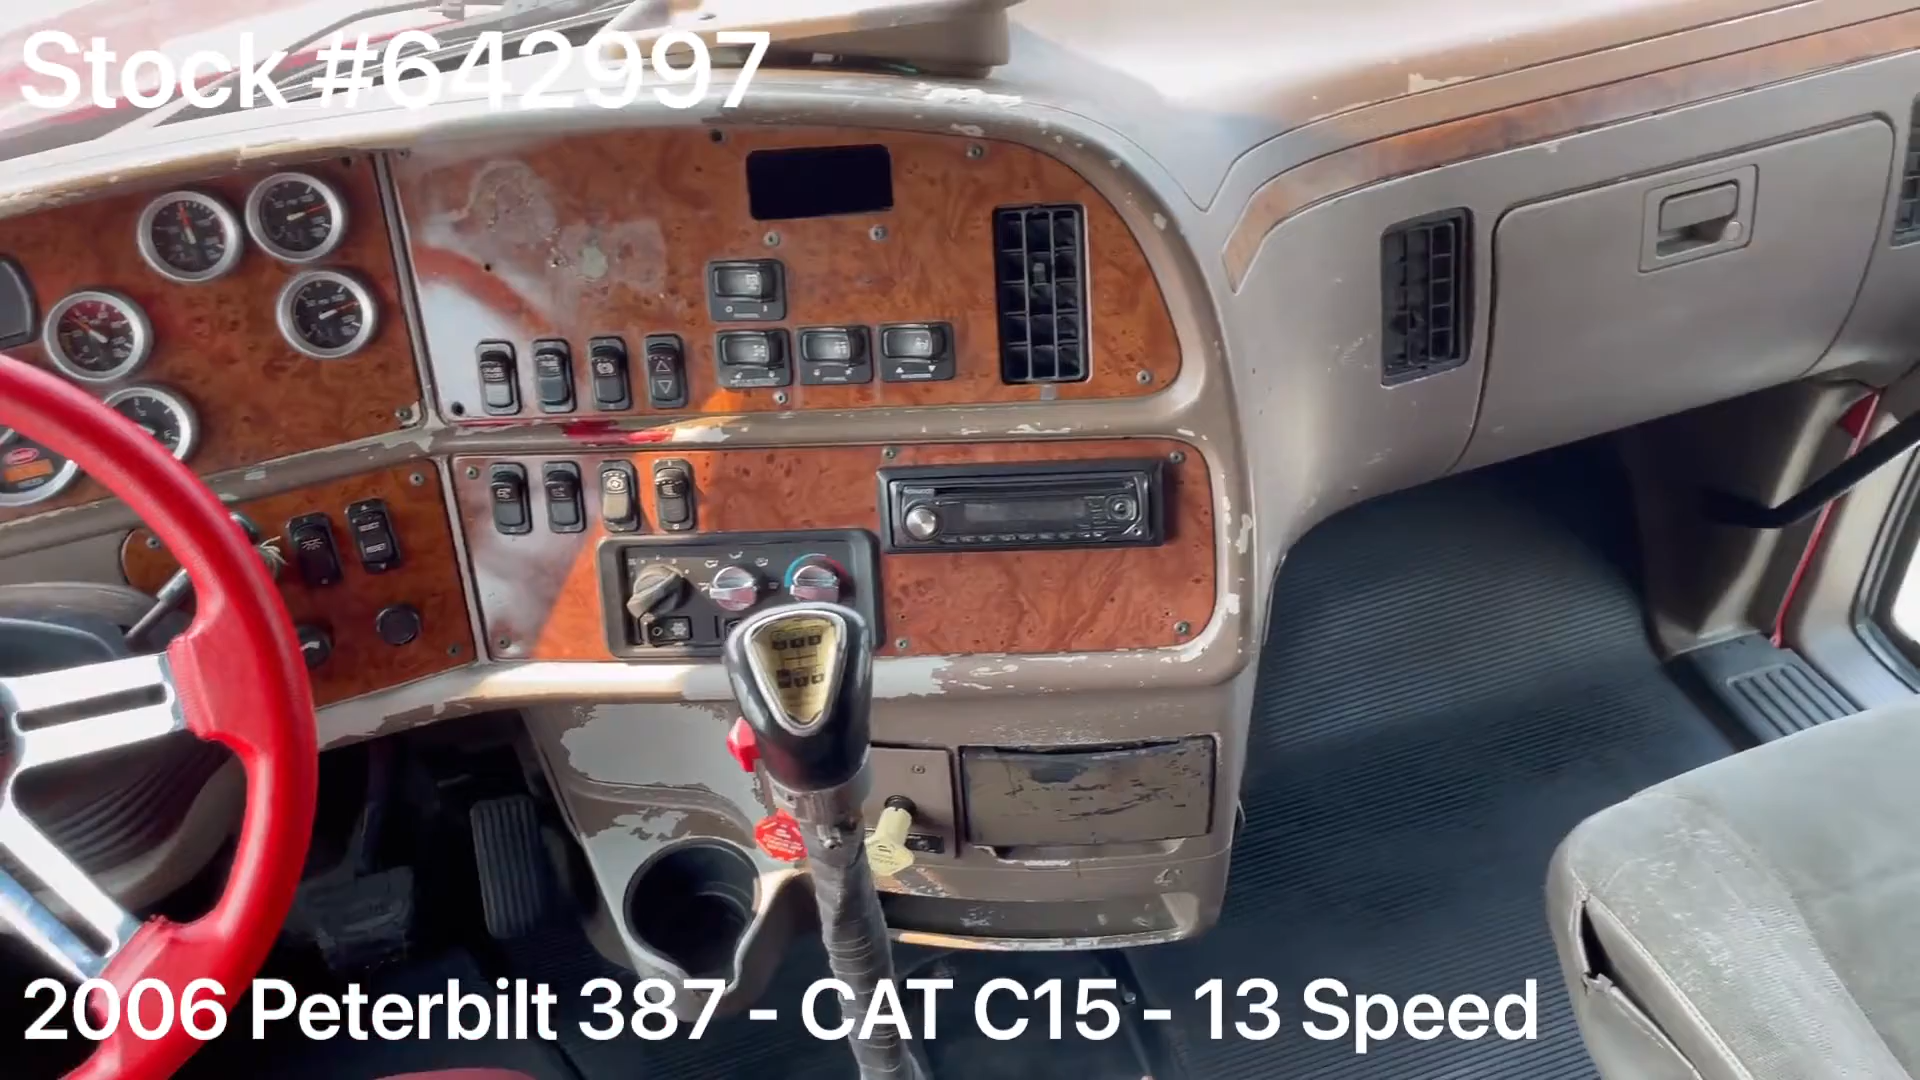 Stock #642997
2006 Peterbilt 387 - CAT C15 - 13 Speed